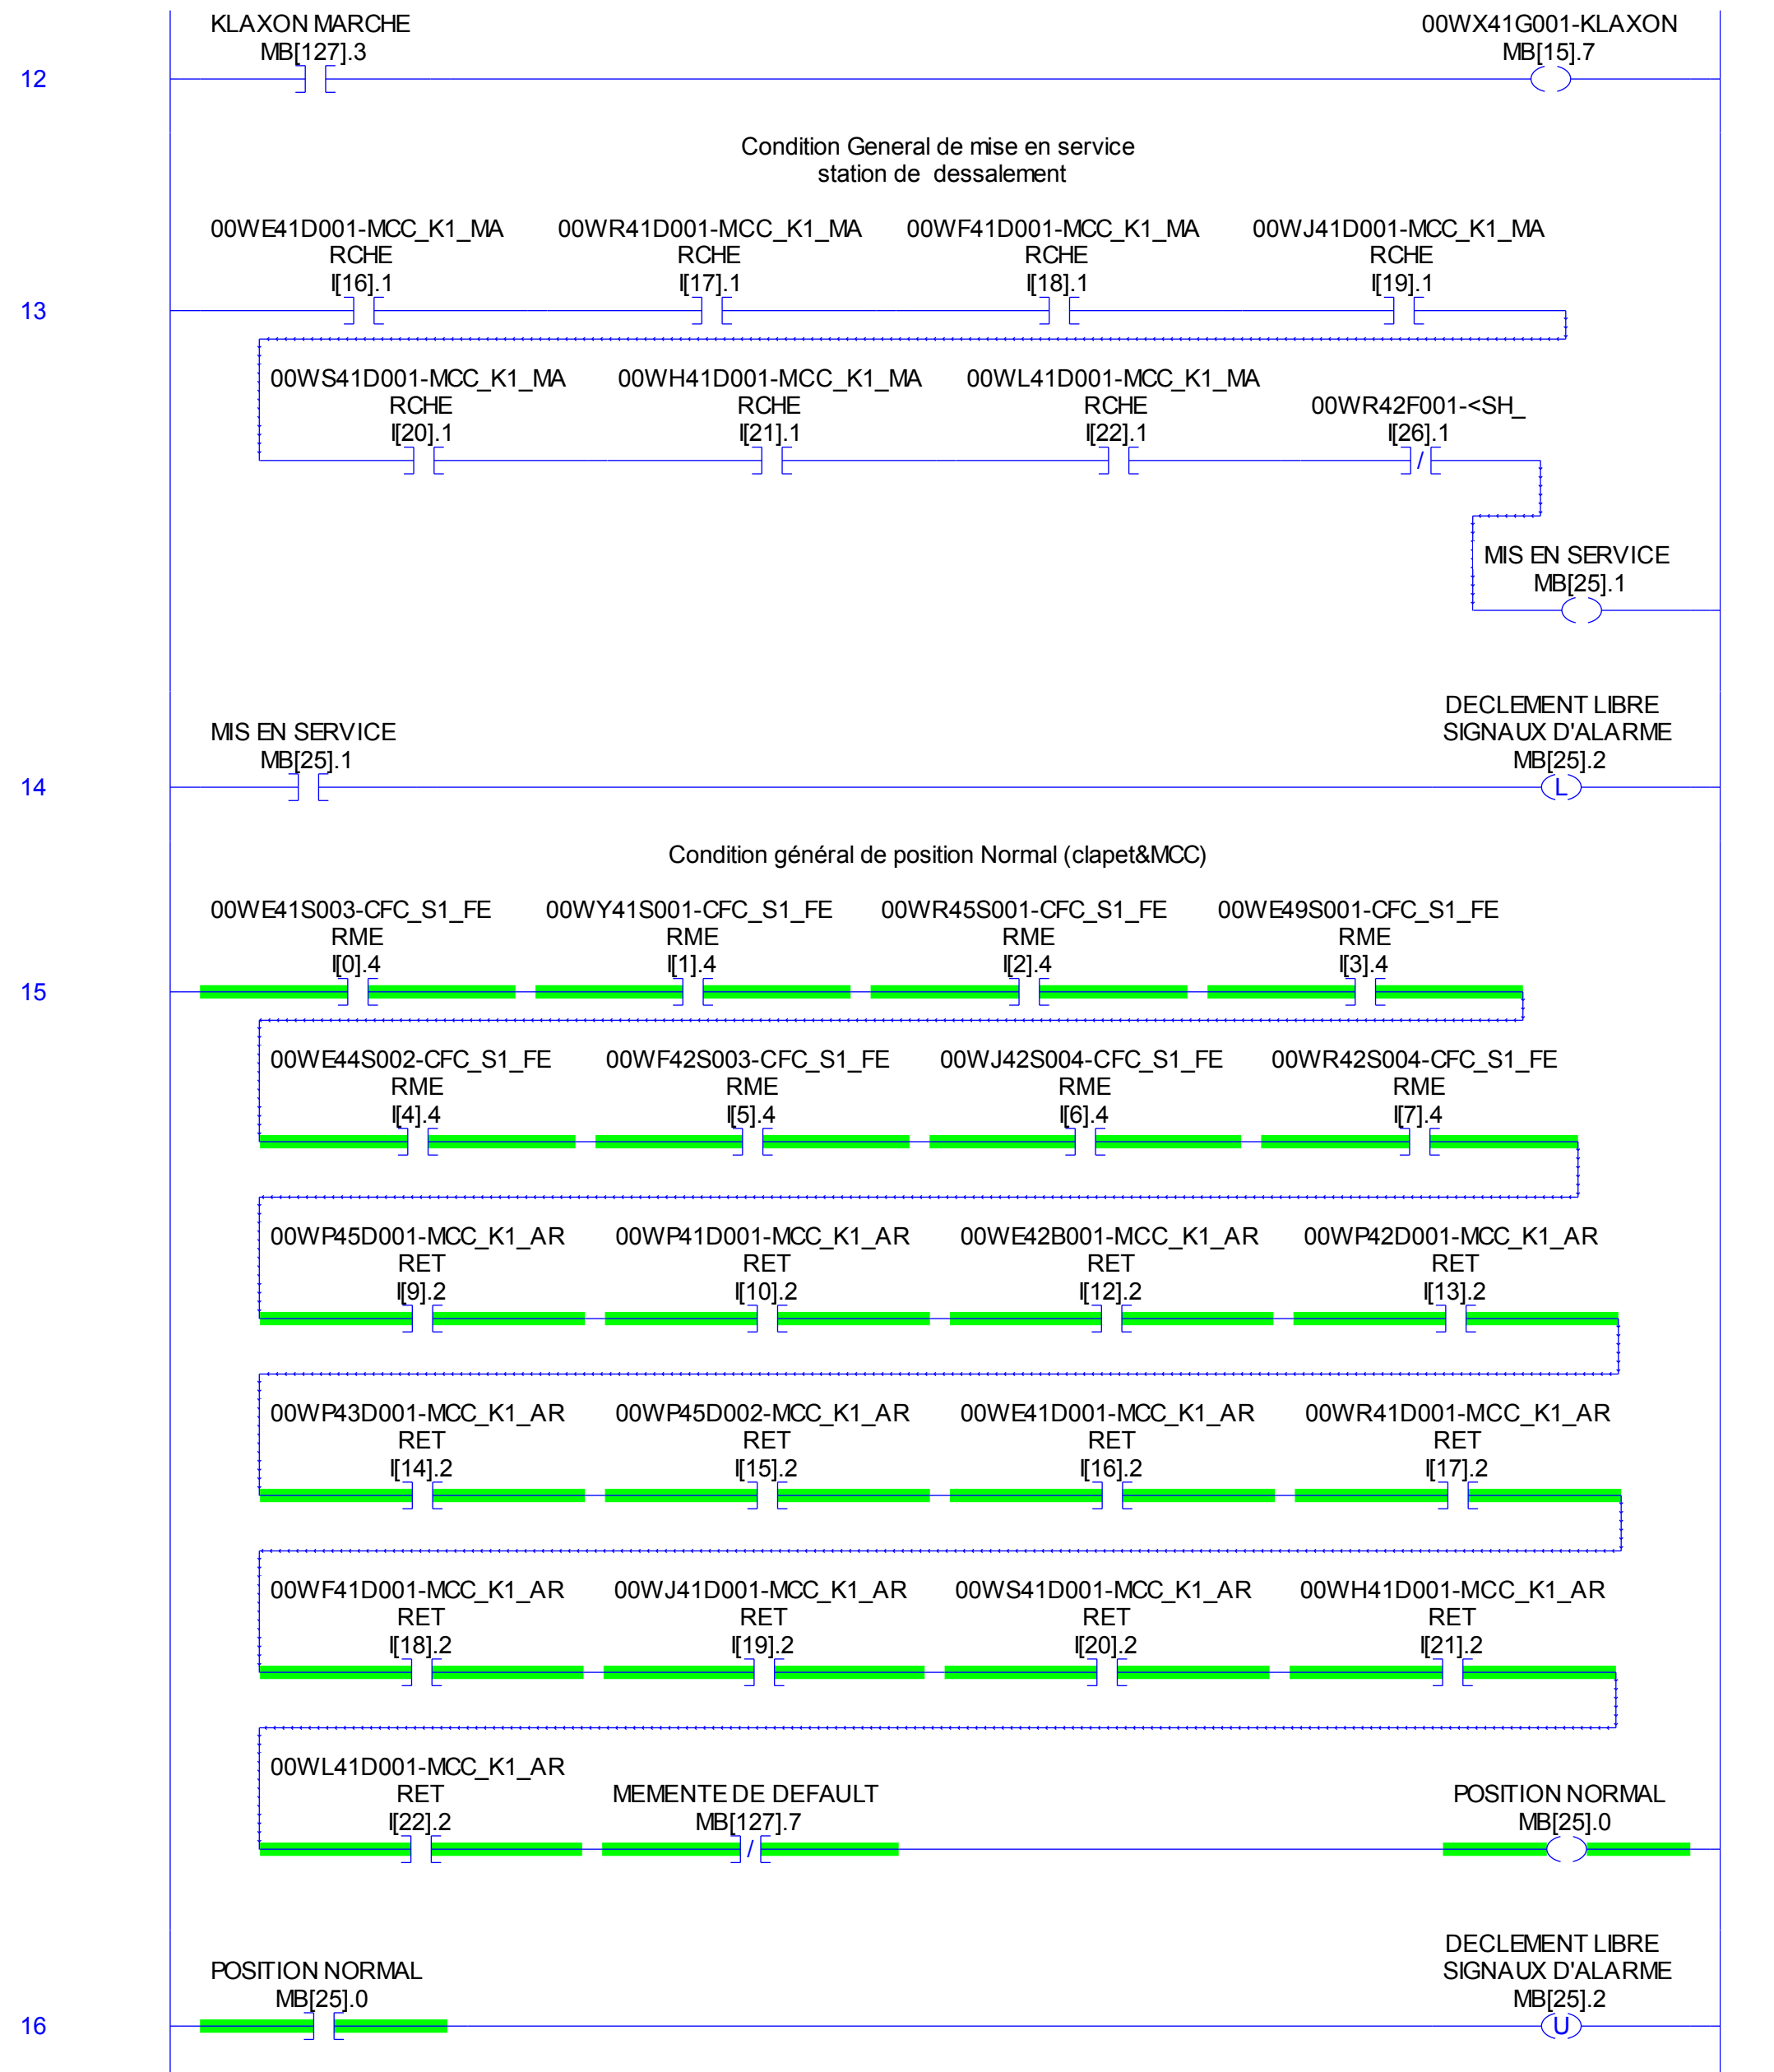 KLAXON MARCHE
MB[127].3
00WX41G001-KLAXON
MB[15].7
12
Condition General de mise en service
station de dessalement
00WE41D001-MCC_K1_MA
RCHE
I[16].1
00WR41D001-MCC_K1_MA
RCHE
I[17].1
00WF41D001-MCC_K1_MA
RCHE
I[18].1
00WJ41D001-MCC_K1_MA
RCHE
I[19].1
13
00WS41D001-MCC_K1_MA
RCHE
I[20].1
00WH41D001-MCC_K1_MA
RCHE
I[21].1
00WL41D001-MCC_K1_MA
RCHE
I[22].1
00WR42F001-<SH_
I[26].1
/
MIS EN SERVICE
MB[25].1
MIS EN SERVICE
MB[25].1
DECLEMENT LIBRE
SIGNAUX D'ALARME
MB[25].2
14
L
Condition général de position Normal (clapet&MCC)
00WE41S003-CFC_S1_FE
RME
I[0].4
00WY41S001-CFC_S1_FE
RME
I[1].4
00WR45S001-CFC_S1_FE
RME
I[2].4
00WE49S001-CFC_S1_FE
RME
I[3].4
15
00WE44S002-CFC_S1_FE
RME
I[4].4
00WF42S003-CFC_S1_FE
RME
I[5].4
00WJ42S004-CFC_S1_FE
RME
I[6].4
00WR42S004-CFC_S1_FE
RME
I[7].4
00WP45D001-MCC_K1_AR
RET
I[9].2
00WP41D001-MCC_K1_AR
RET
I[10].2
00WE42B001-MCC_K1_AR
RET
I[12].2
00WP42D001-MCC_K1_AR
RET
I[13].2
00WP43D001-MCC_K1_AR
RET
I[14].2
00WP45D002-MCC_K1_AR
RET
I[15].2
00WE41D001-MCC_K1_AR
RET
I[16].2
00WR41D001-MCC_K1_AR
RET
I[17].2
00WF41D001-MCC_K1_AR
RET
I[18].2
00WJ41D001-MCC_K1_AR
RET
I[19].2
00WS41D001-MCC_K1_AR
RET
I[20].2
00WH41D001-MCC_K1_AR
RET
I[21].2
00WL41D001-MCC_K1_AR
RET
I[22].2
MEMENTE DE DEFAULT
MB[127].7
/
POSITION NORMAL
MB[25].0
POSITION NORMAL
MB[25].0
DECLEMENT LIBRE
SIGNAUX D'ALARME
MB[25].2
16
U